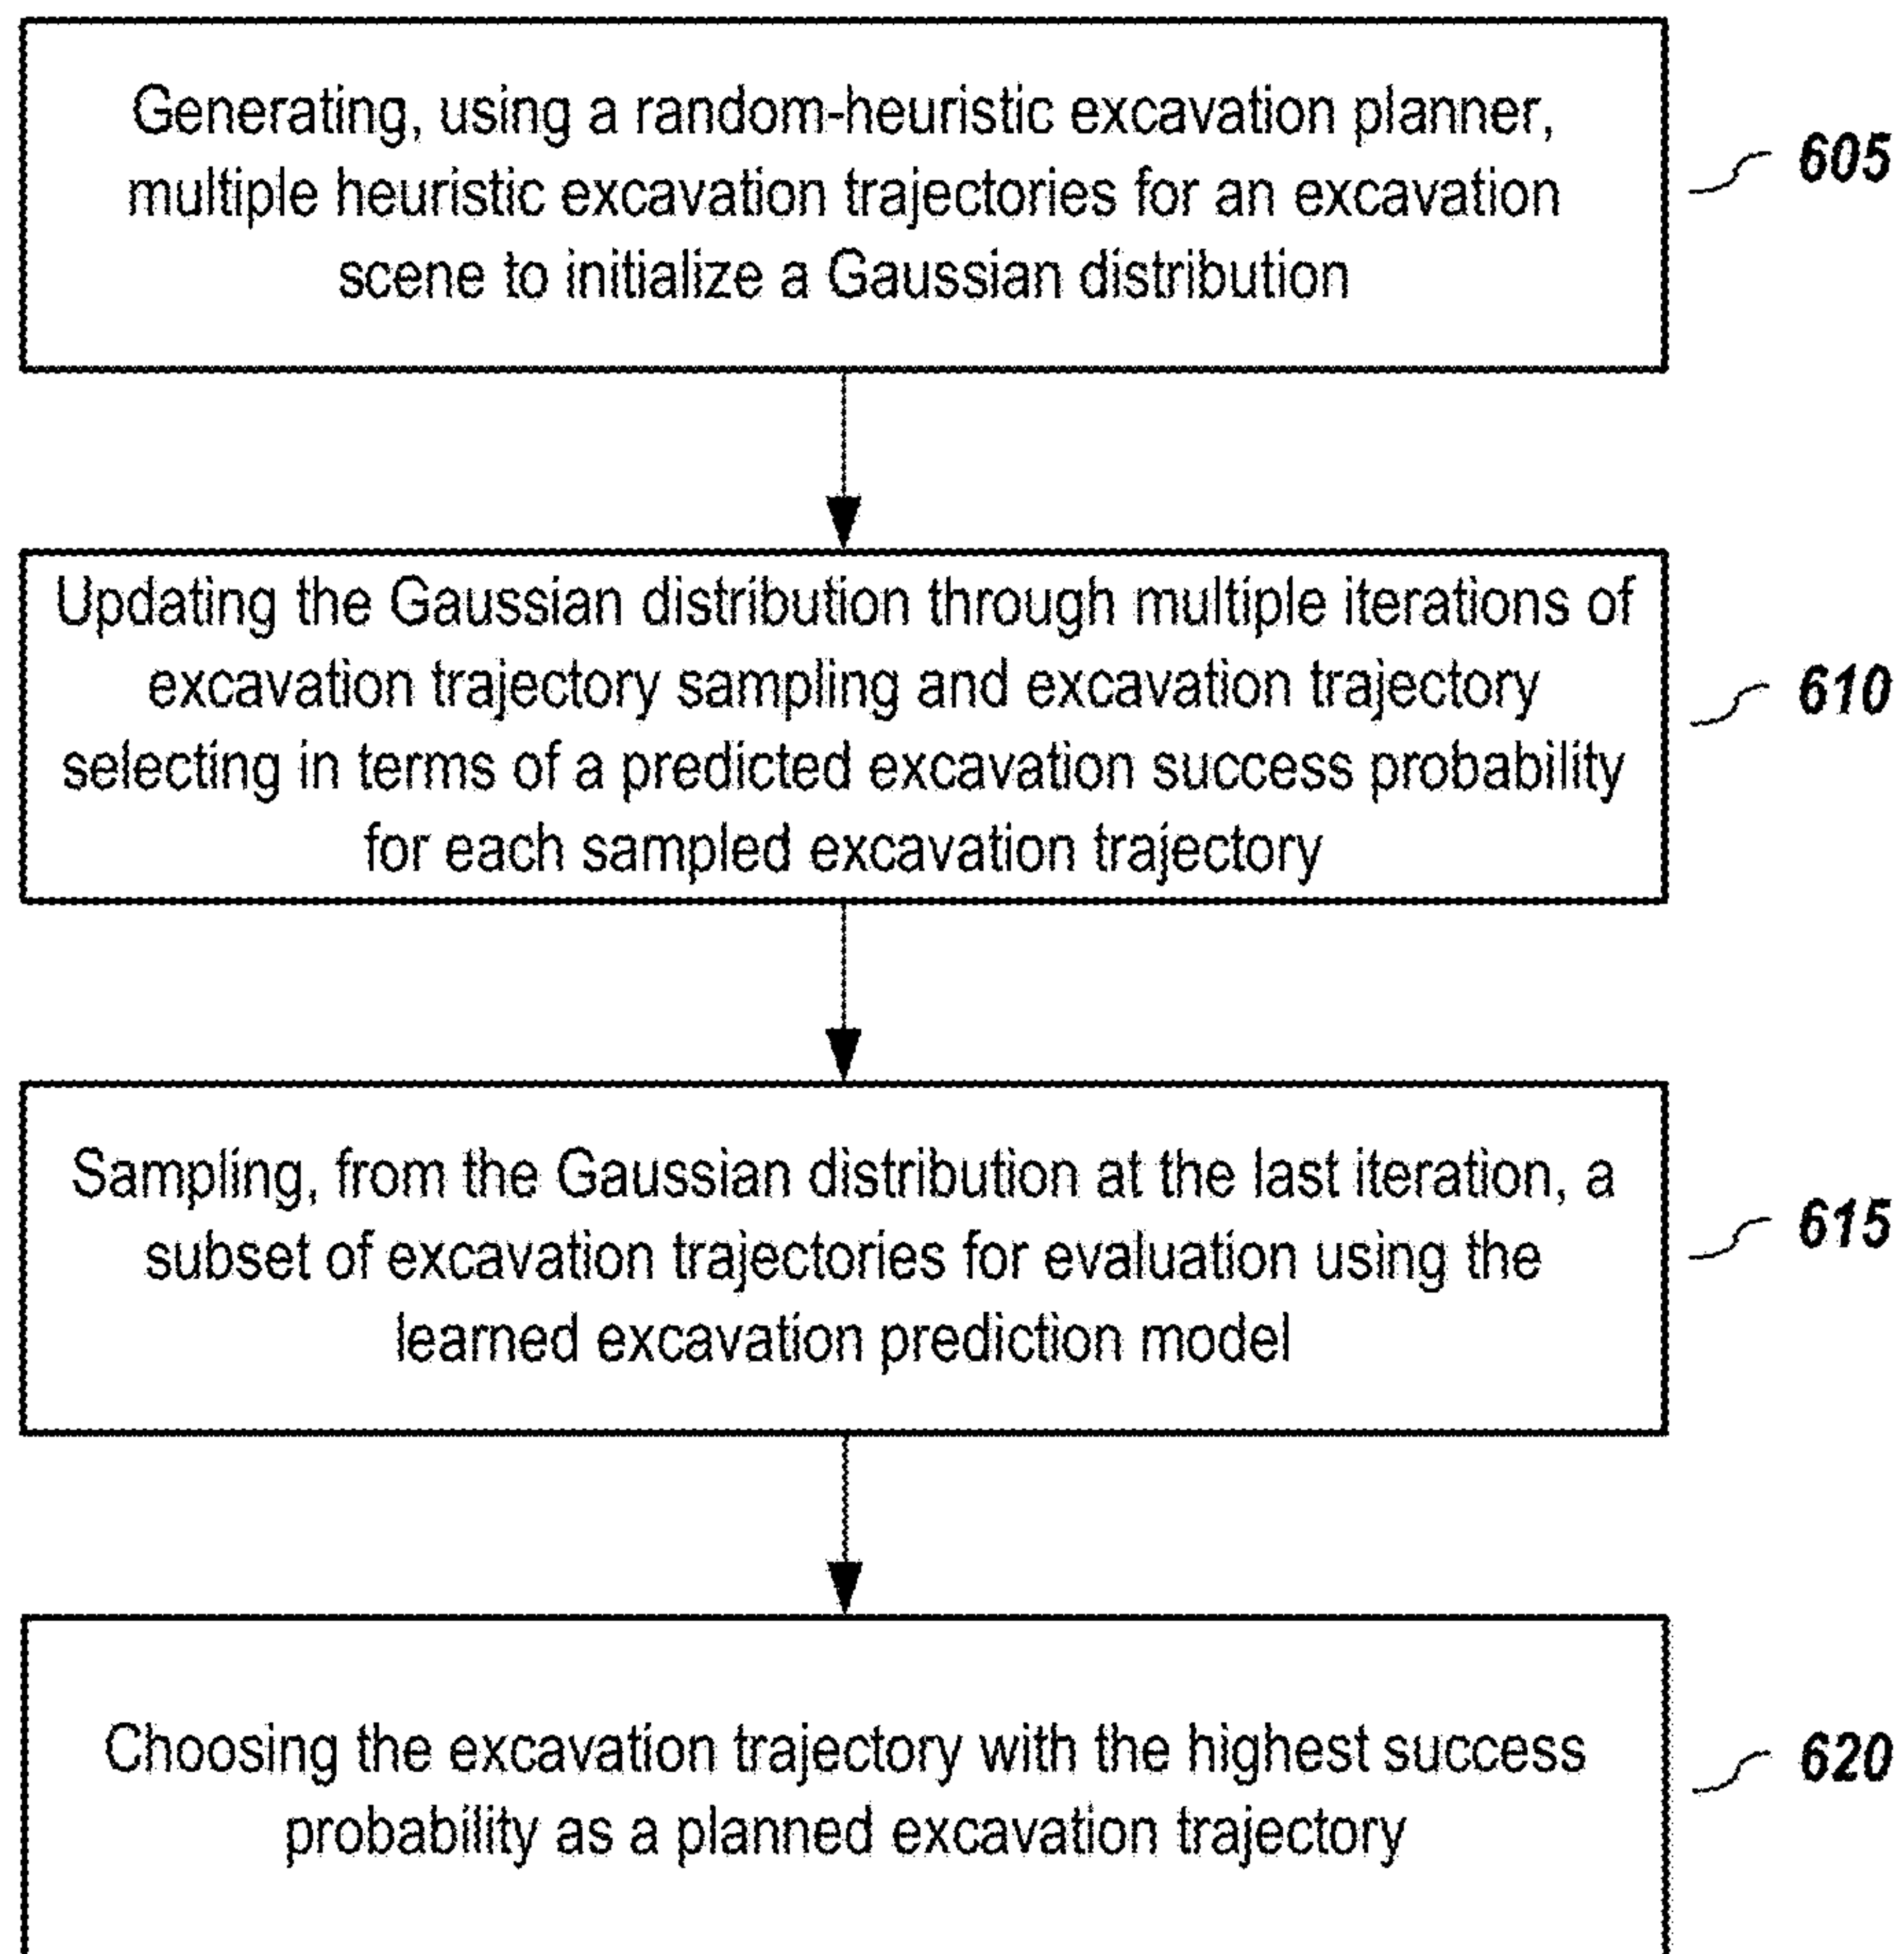 Generating, using a random-heuristic excavation planner,
multiple heuristic excavation trajectories for an excavation
scene to initialize a Gaussian distribution
605
Updating the Gaussian distribution through multiple iterations of
excavation trajectory sampling and excavation trajectory
selecting in terms of a predicted excavation success probability
for each sampled excavation trajectory
610
Sampling, from the Gaussian distribution at the last iteration, a
subset of excavation trajectories for evaluation using the
learned excavation prediction model
615
Choosing the excavation trajectory with the highest success
probability as a planned excavation trajectory
620